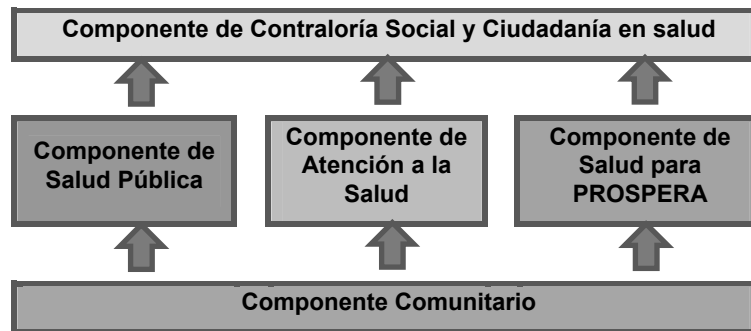 Componente de Contraloría Social y Ciudadanía en salud
Componente de
Salud Pública
Componente de
Atención a la
Salud
Componente de
Salud para
PROSPERA
Componente Comunitario